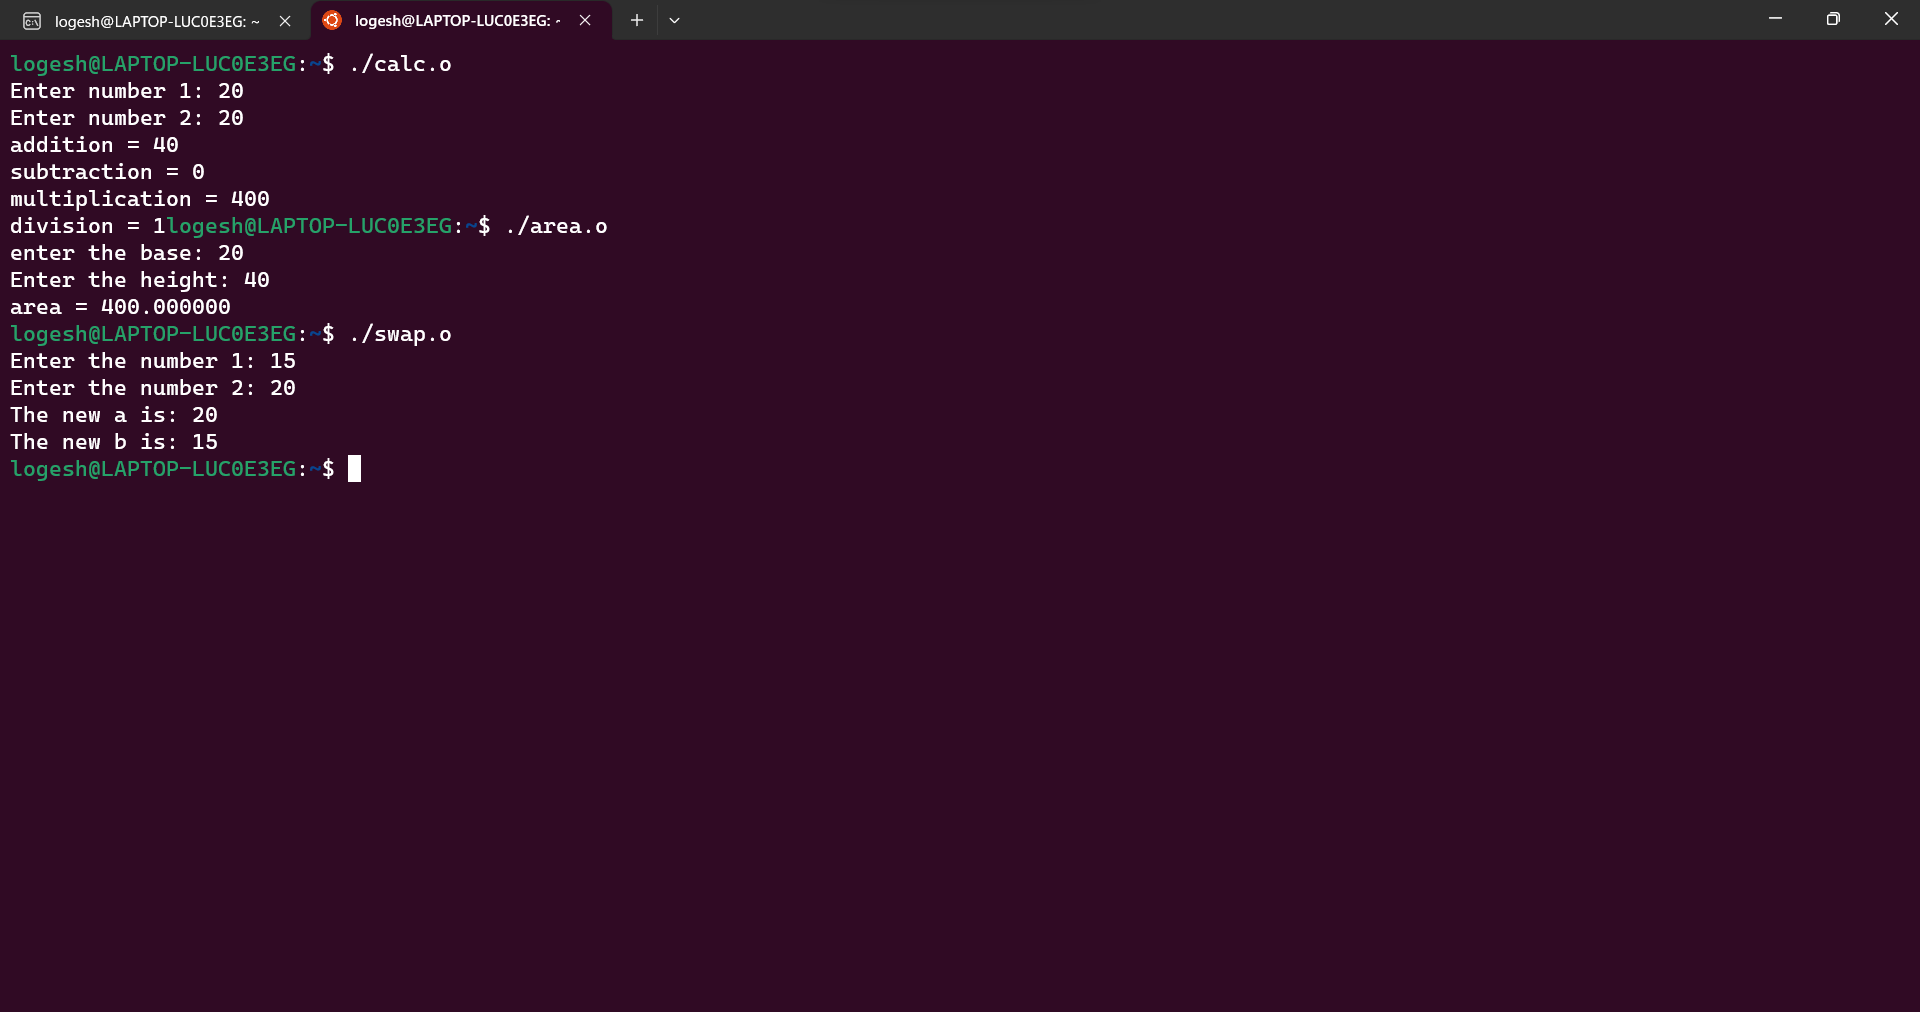 logesh@LAPTOP-LUC0E3EG: ~
logesh@LAPTOP-LUC0E3EG: ~
logesh@LAPTOP-LUC0E3EG:~$ ./calc.o
Enter number 1: 20
Enter number 2: 20
addition = 40
subtraction = 0
multiplication = 400
division = 1logesh@LAPTOP-LUC0E3EG:~$ ./area.o
enter the base: 20
Enter the height: 40
area = 400.000000
logesh@LAPTOP-LUC0E3EG:~$ ./swap.o
Enter the number 1: 15
Enter the number 2: 20
The new a is: 20
The new b is: 15
logesh@LAPTOP-LUC0E3EG:~$